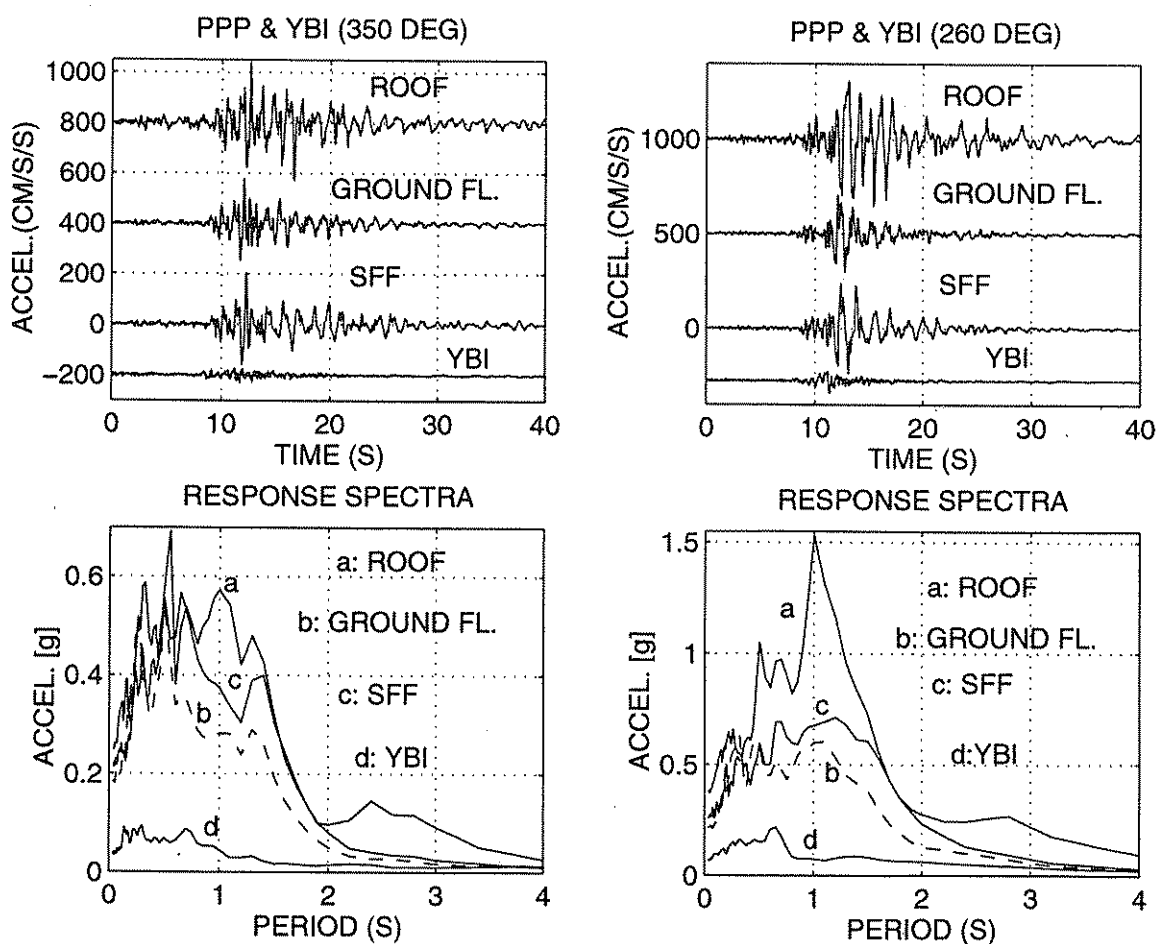 PPP & YBI (350 DEG)
1000
800
600
400
200
0
−200
ACCEL.(CM/S/S)
ROOF
GROUND FL.
SFF
YBI
0 10 20 30 40
TIME (S)
PPP & YBI (260 DEG)
1000
500
0
ACCEL.(CM/S/S)
ROOF
GROUND FL.
SFF
YBI
0 10 20 30 40
TIME (S)
RESPONSE SPECTRA
0.6
0.4
0.2
0
ACCEL. [g]
a: ROOF
a
b: GROUND FL.
c
c: SFF
b
d: YBI
d
0 1 2 3 4
PERIOD (S)
RESPONSE SPECTRA
1.5
1
0.5
0
ACCEL. [g]
a: ROOF
a
b: GROUND FL.
c: SFF
c
b
d:YBI
d
0 1 2 3 4
PERIOD (S)